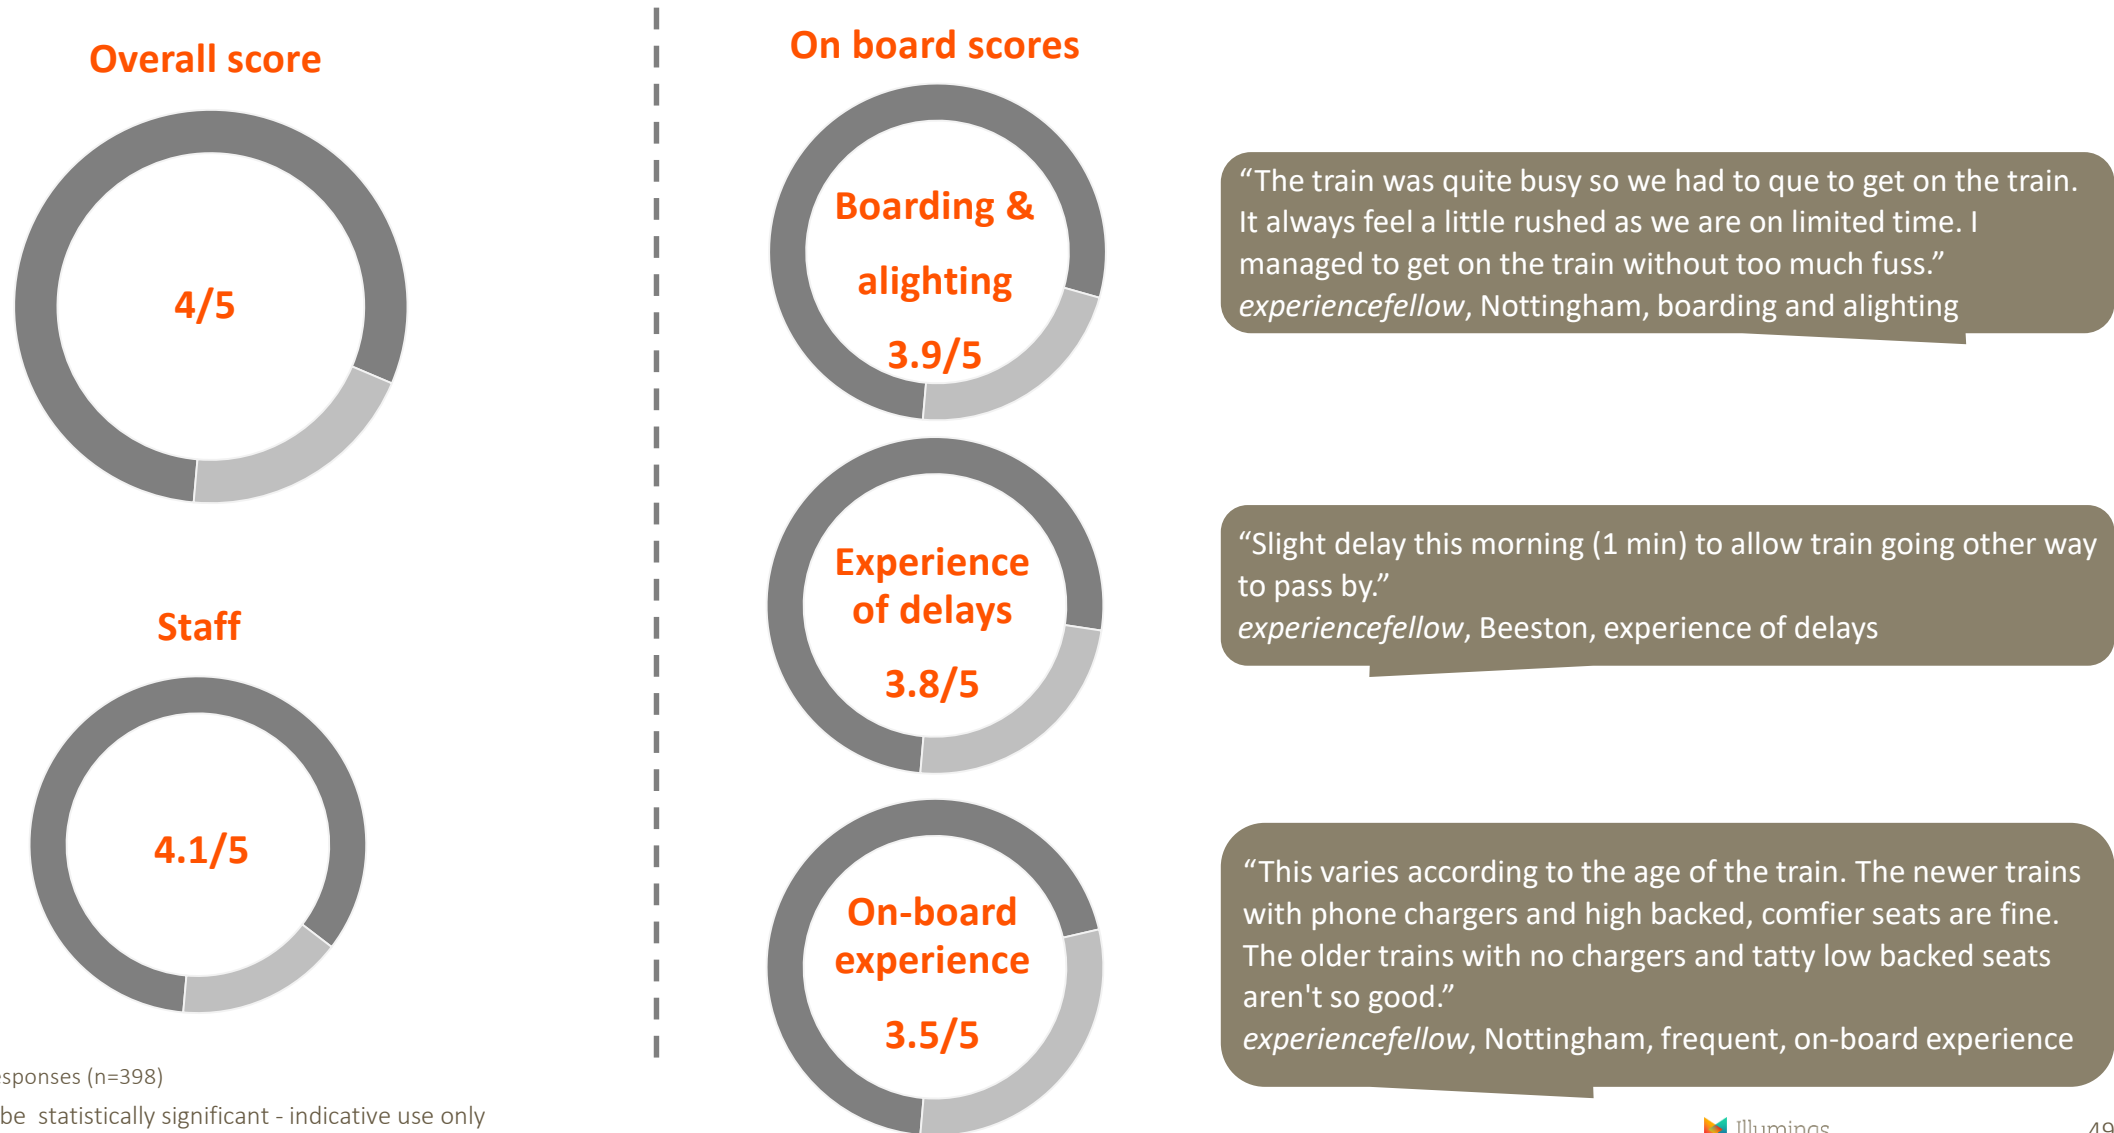 Overall score
4/5
Staff
4.1/5
On board scores
Boarding &
alighting
3.9/5
Experience
of delays
3.8/5
On-board
experience
3.5/5
“The train was quite busy so we had to que to get on the train.
It always feel a little rushed as we are on limited time. I
managed to get on the train without too much fuss.”
experiencefellow, Nottingham, boarding and alighting
“Slight delay this morning (1 min) to allow train going other way
to pass by.”
experiencefellow, Beeston, experience of delays
“This varies according to the age of the train. The newer trains
with phone chargers and high backed, comfier seats are fine.
The older trains with no chargers and tatty low backed seats
aren't so good.”
experiencefellow, Nottingham, frequent, on-board experience
(n=398)
be statistically significant - indicative use only
49